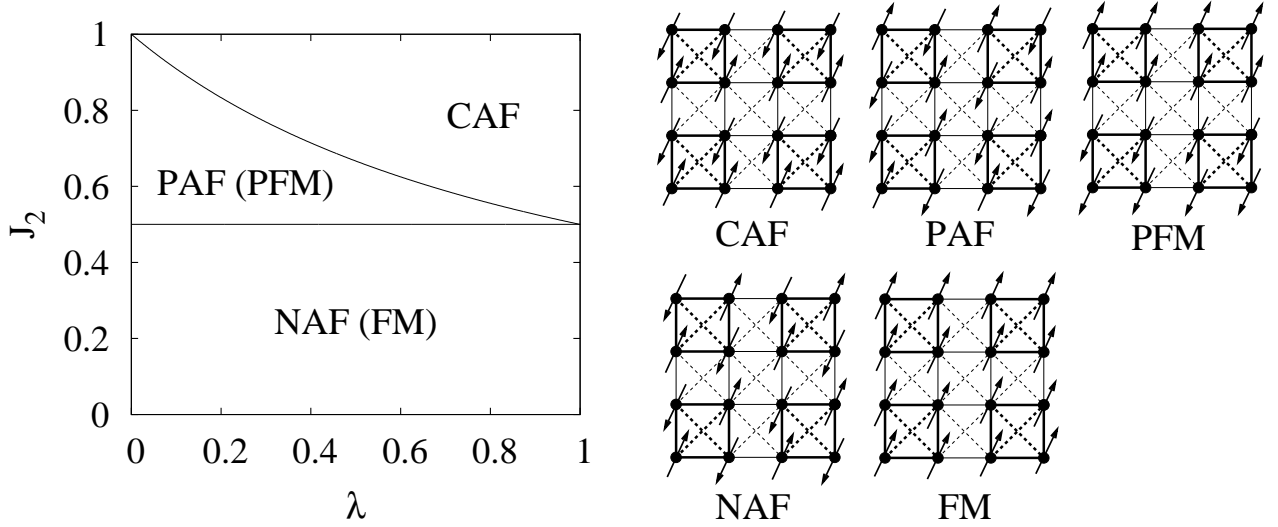 1
0.8
0.6
0.4
0.2
0
J2
CAF
PAF (PFM)
NAF (FM)
0 0.2 0.4 0.6 0.8 1
λ
CAF PAF PFM
NAF FM